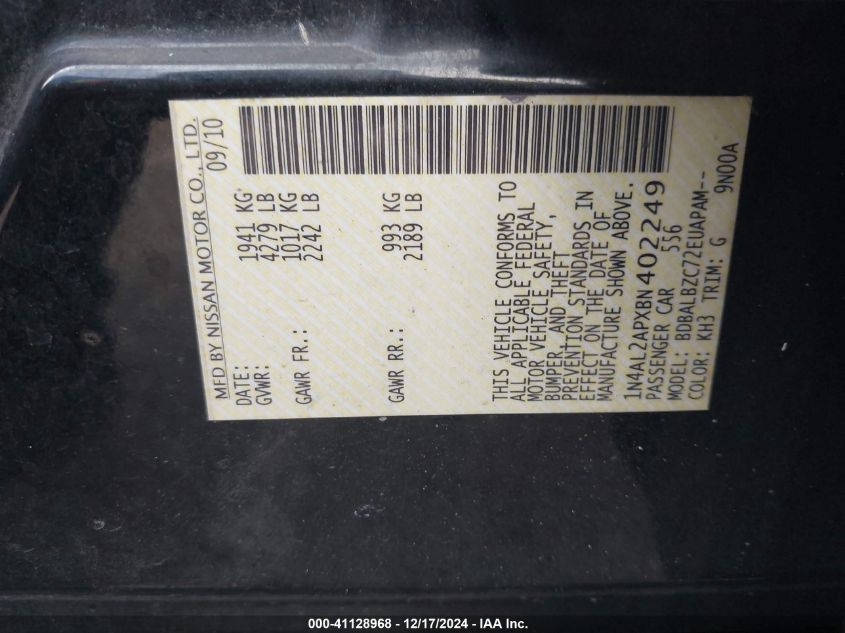 MFD BY NISSAN MOTOR CO., LTD.
DATE: 09/10
GVWR: 1941 KG
4279 LB
GAWR FR.: 1017 KG
2242 LB
GAWR RR.: 993 KG
2189 LB
THIS VEHICLE CONFORMS TO
ALL APPLICABLE FEDERAL
MOTOR VEHICLE SAFETY,
BUMPER, AND THEFT
PREVENTION STANDARDS IN
EFFECT ON THE DATE OF
MANUFACTURE SHOWN ABOVE.
1N4AL2APXBN402249
PASSENGER CAR 556
MODEL: BDBALBZC72EUAPAM--
COLOR: KH3 TRIM: G 9N00A
000-41128968 - 12/17/2024 - IAA Inc.